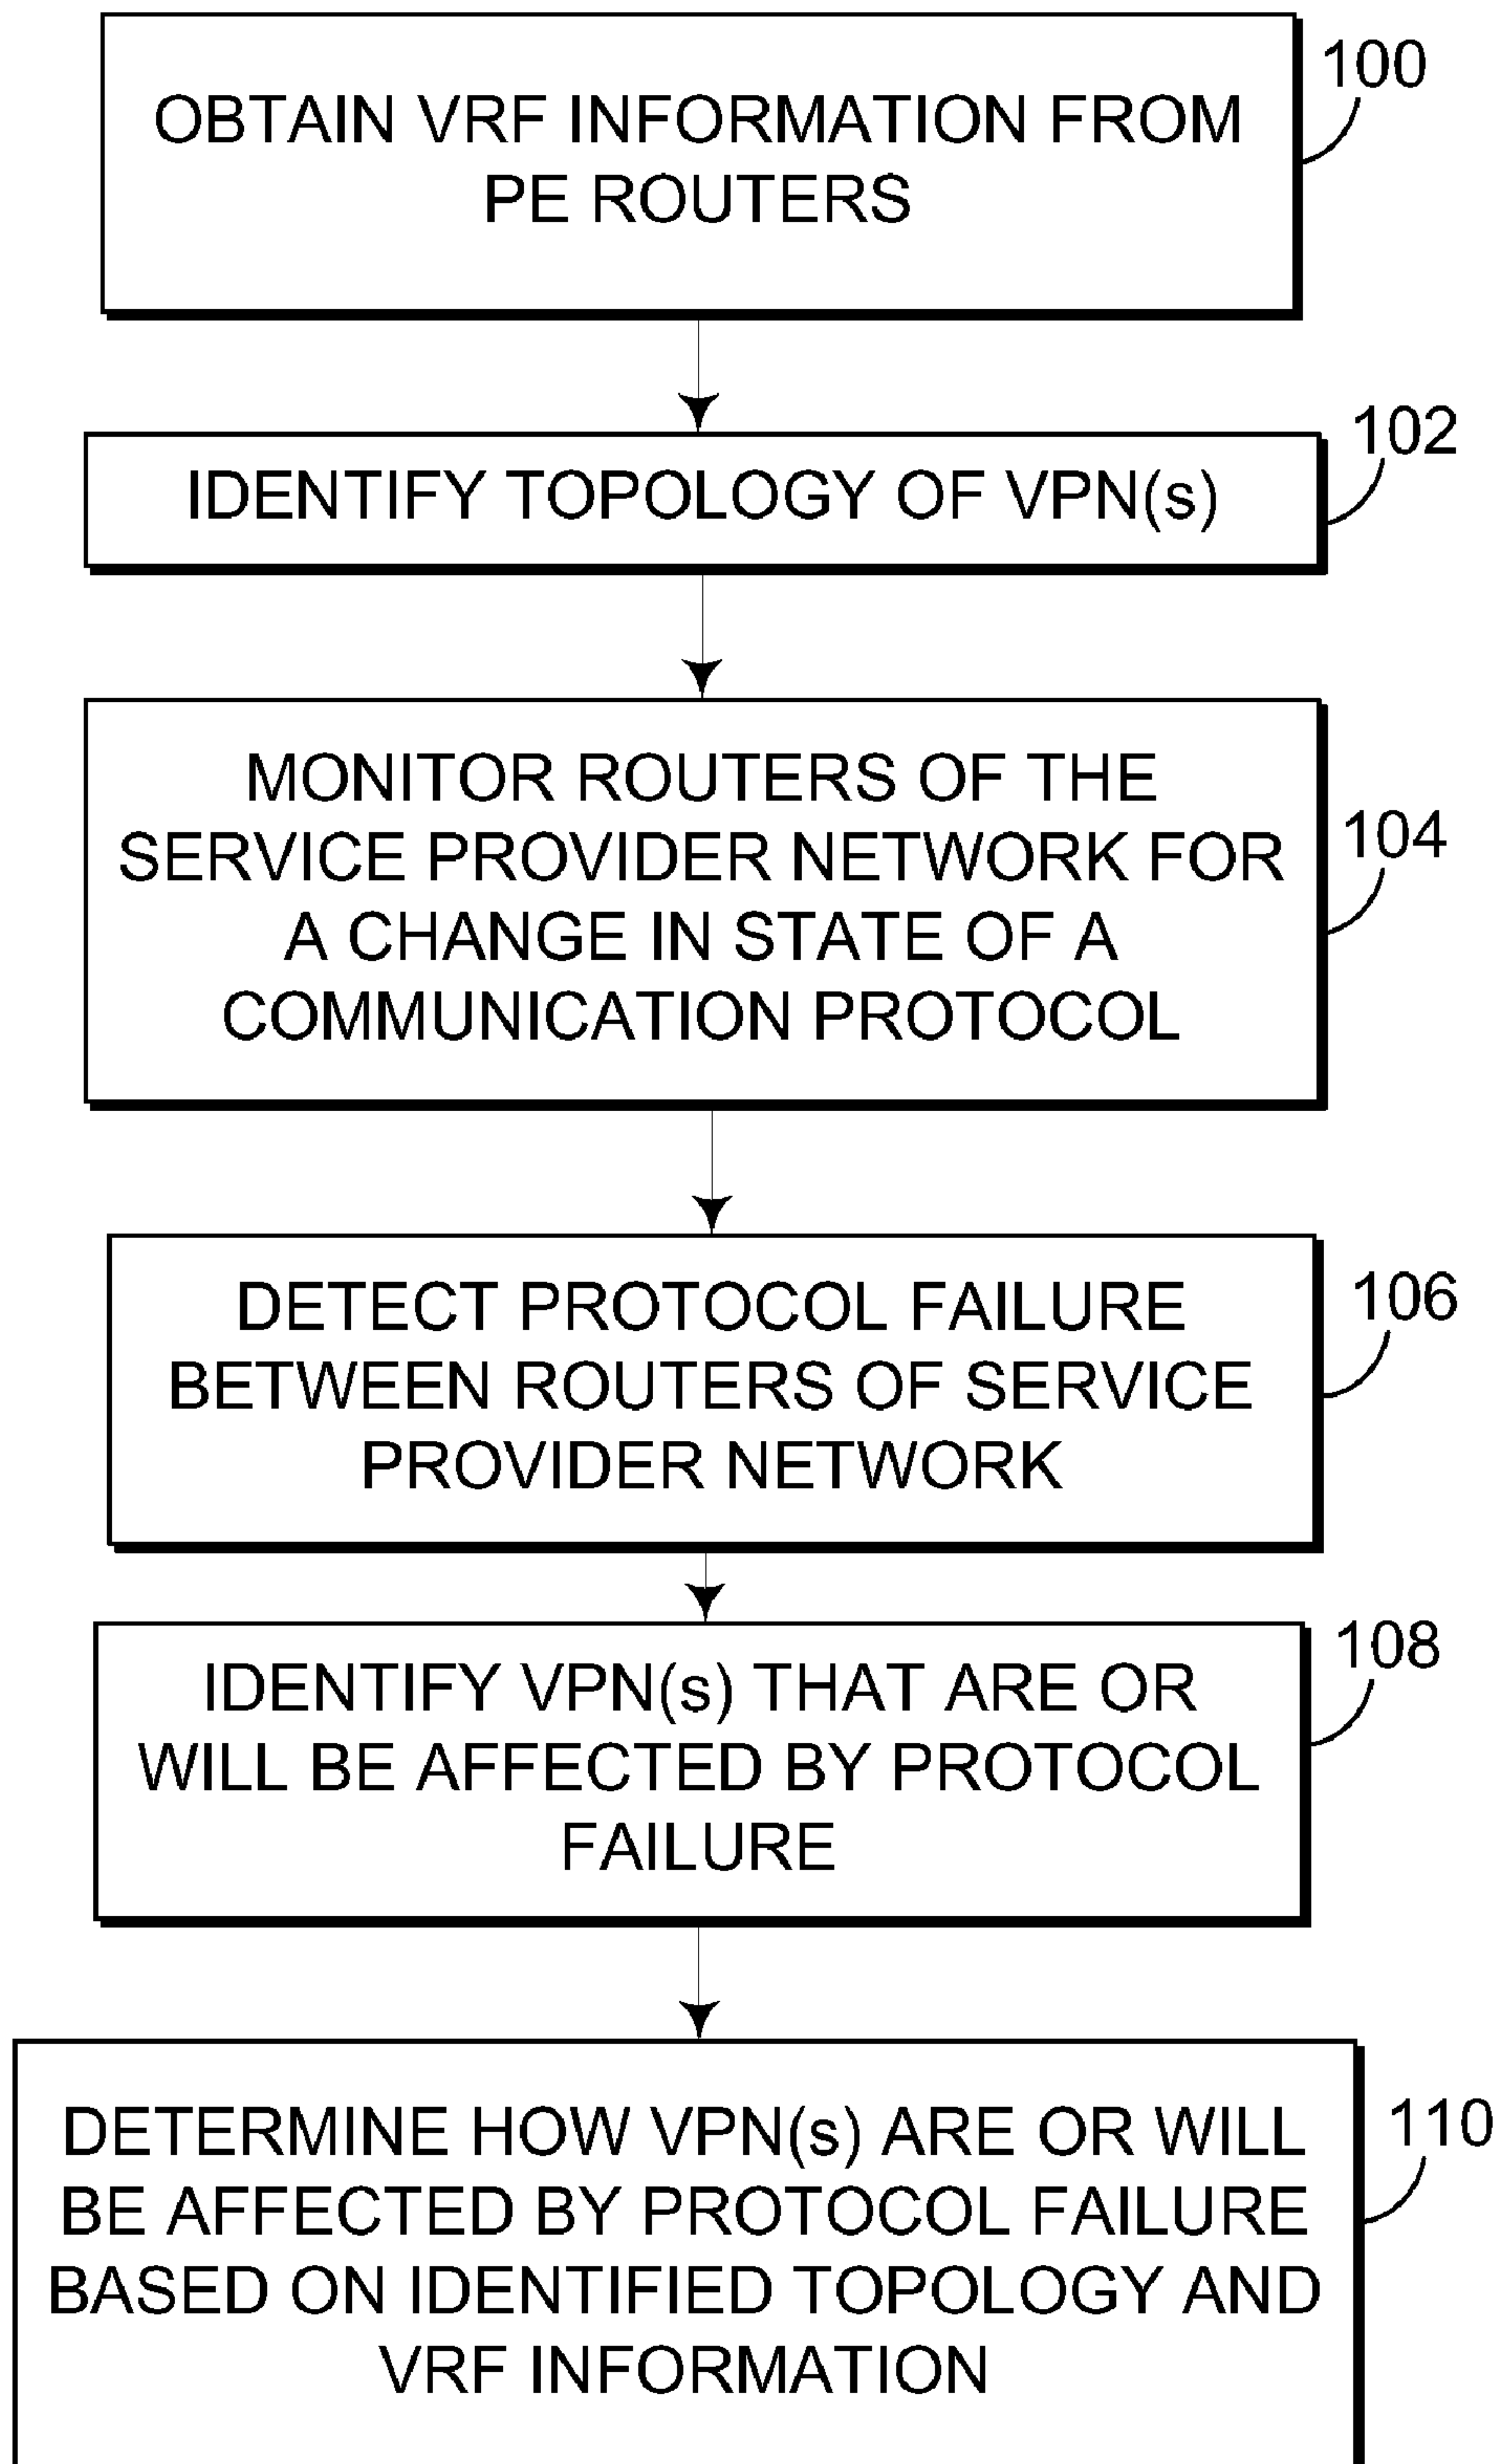 100
OBTAIN VRF INFORMATION FROM
PE ROUTERS
102
IDENTIFY TOPOLOGY OF VPN(s)
MONITOR ROUTERS OF THE
SERVICE PROVIDER NETWORK FOR
104
A CHANGE IN STATE OF A
COMMUNICATION PROTOCOL
DETECT PROTOCOL FAILURE
106
BETWEEN ROUTERS OF SERVICE
PROVIDER NETWORK
108
IDENTIFY VPN(s) THAT ARE OR
WILL BE AFFECTED BY PROTOCOL
FAILURE
110
DETERMINE HOW VPN(s) ARE OR WILL
BE AFFECTED BY PROTOCOL FAILURE
BASED ON IDENTIFIED TOPOLOGY AND
VRF INFORMATION